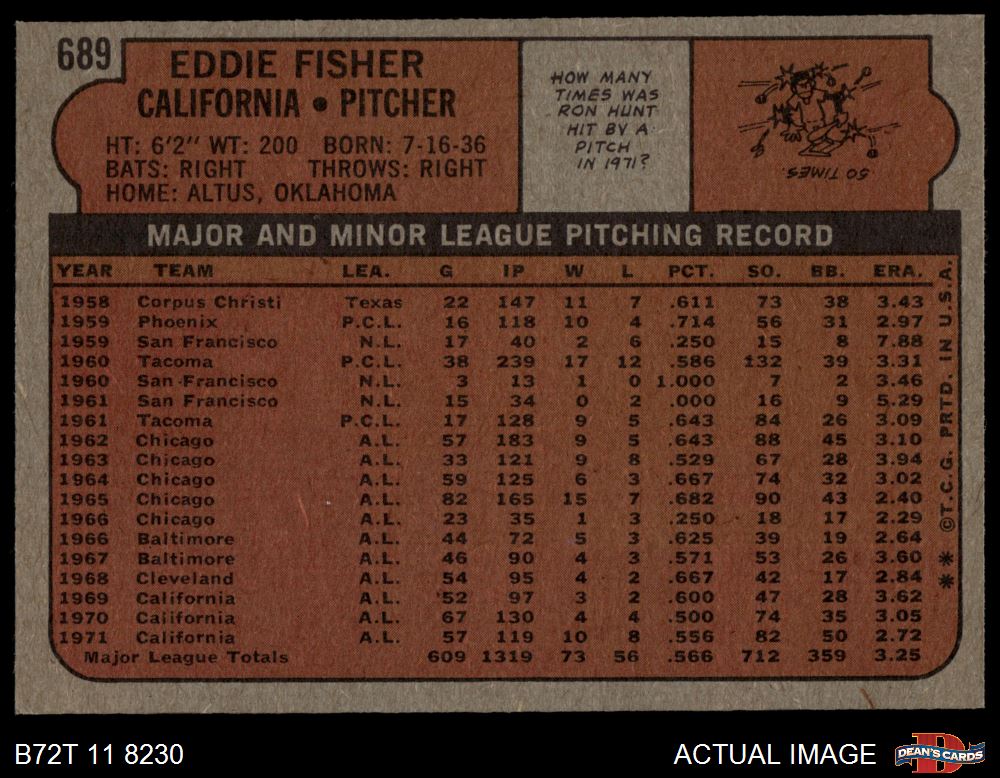 689
EDDIE FISHER
CALIFORNIA • PITCHER
HT: 6'2" WT: 200 BORN: 7-16-36
BATS: RIGHT THROWS: RIGHT
HOME: ALTUS, OKLAHOMA
HOW MANY
TIMES WAS
RON HUNT
HIT BY A
PITCH
IN 1971?
50 TIMES.
MAJOR AND MINOR LEAGUE PITCHING RECORD
YEAR TEAM LEA. G IP W L PCT. SO. BB. ERA.
1958 Corpus Christi Texas 22 147 11 7 .611 73 38 3.43
1959 Phoenix P.C.L. 16 118 10 4 .714 56 31 2.97
1959 San Francisco N.L. 17 40 2 6 .250 15 8 7.88
1960 Tacoma P.C.L. 38 239 17 12 .586 132 39 3.31
1960 San Francisco N.L. 3 13 1 0 1.000 7 2 3.46
1961 San Francisco N.L. 15 34 0 2 .000 16 9 5.29
1961 Tacoma P.C.L. 17 128 9 5 .643 84 26 3.09
1962 Chicago A.L. 57 183 9 5 .643 88 45 3.10
1963 Chicago A.L. 33 121 9 8 .529 67 28 3.94
1964 Chicago A.L. 59 125 6 3 .667 74 32 3.02
1965 Chicago A.L. 82 165 15 7 .682 90 43 2.40
1966 Chicago A.L. 23 35 1 3 .250 18 17 2.29
1966 Baltimore A.L. 44 72 5 3 .625 39 19 2.64
1967 Baltimore A.L. 46 90 4 3 .571 53 26 3.60
1968 Cleveland A.L. 54 95 4 2 .667 42 17 2.84
1969 California A.L. 52 97 3 2 .600 47 28 3.62
1970 California A.L. 67 130 4 4 .500 74 35 3.05
1971 California A.L. 57 119 10 8 .556 82 50 2.72
Major League Totals 609 1319 73 56 .566 712 359 3.25
** ©T.C.G. PRTD. IN U.S.A.
B72T 11 8230
ACTUAL IMAGE
D
DEAN'S CARDS